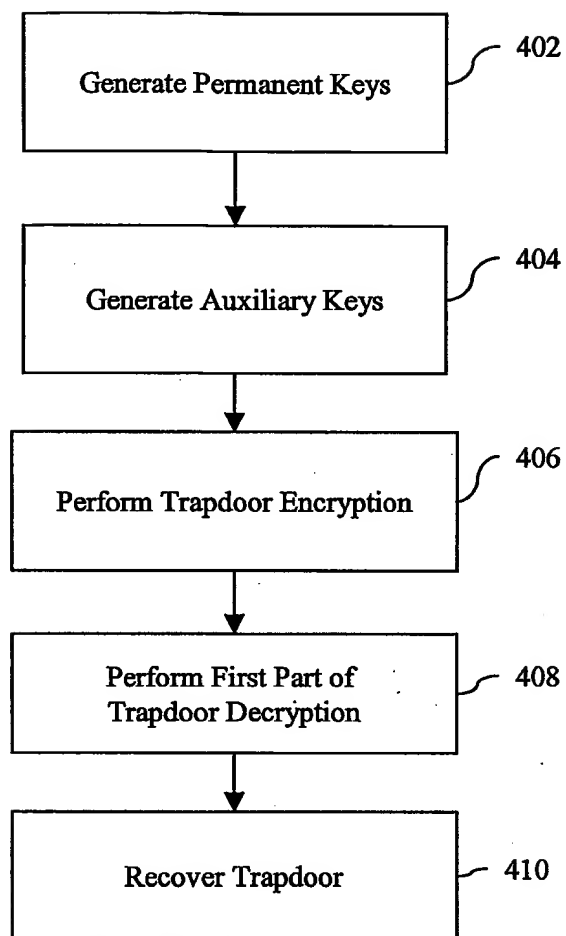 Generate Permanent Keys
402
Generate Auxiliary Keys
404
Perform Trapdoor Encryption
406
Perform First Part of
Trapdoor Decryption
408
Recover Trapdoor
410